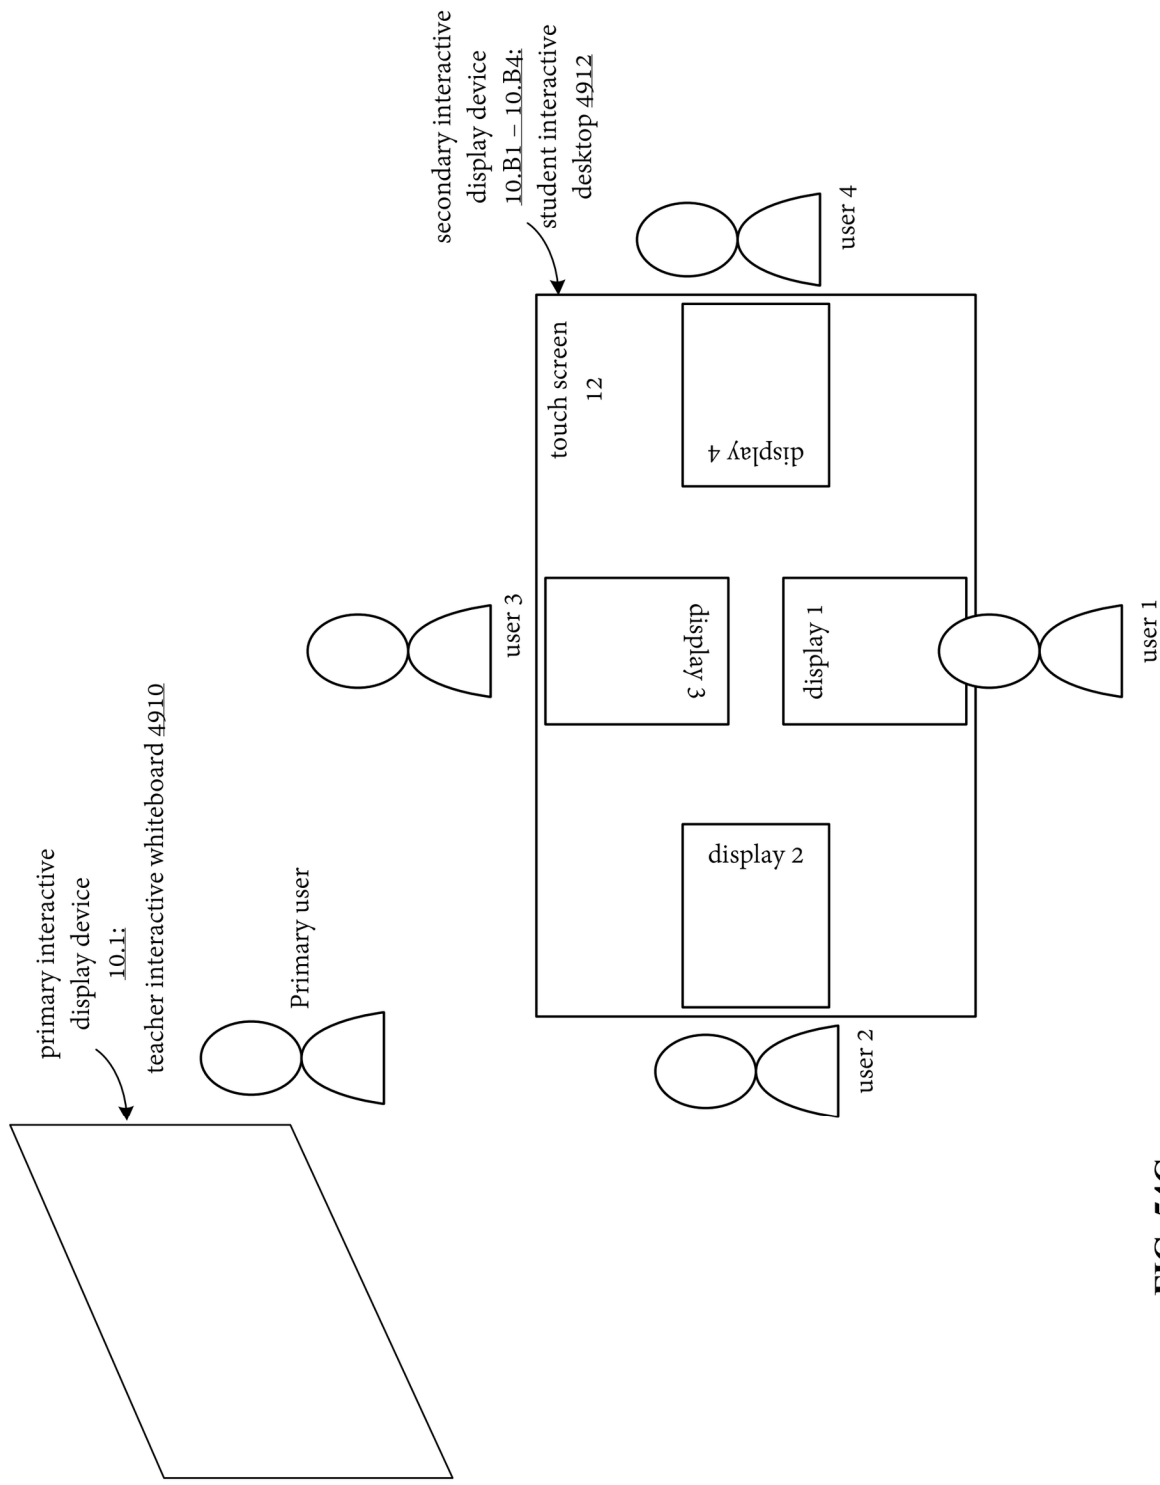 primary interactive
display device
10.1:
teacher interactive whiteboard 4910
Primary user
secondary interactive
display device
10.B1 – 10.B4:
student interactive
desktop 4912
touch screen
12
user 3
display 3
display 4
display 2
display 1
user 2
user 4
user 1